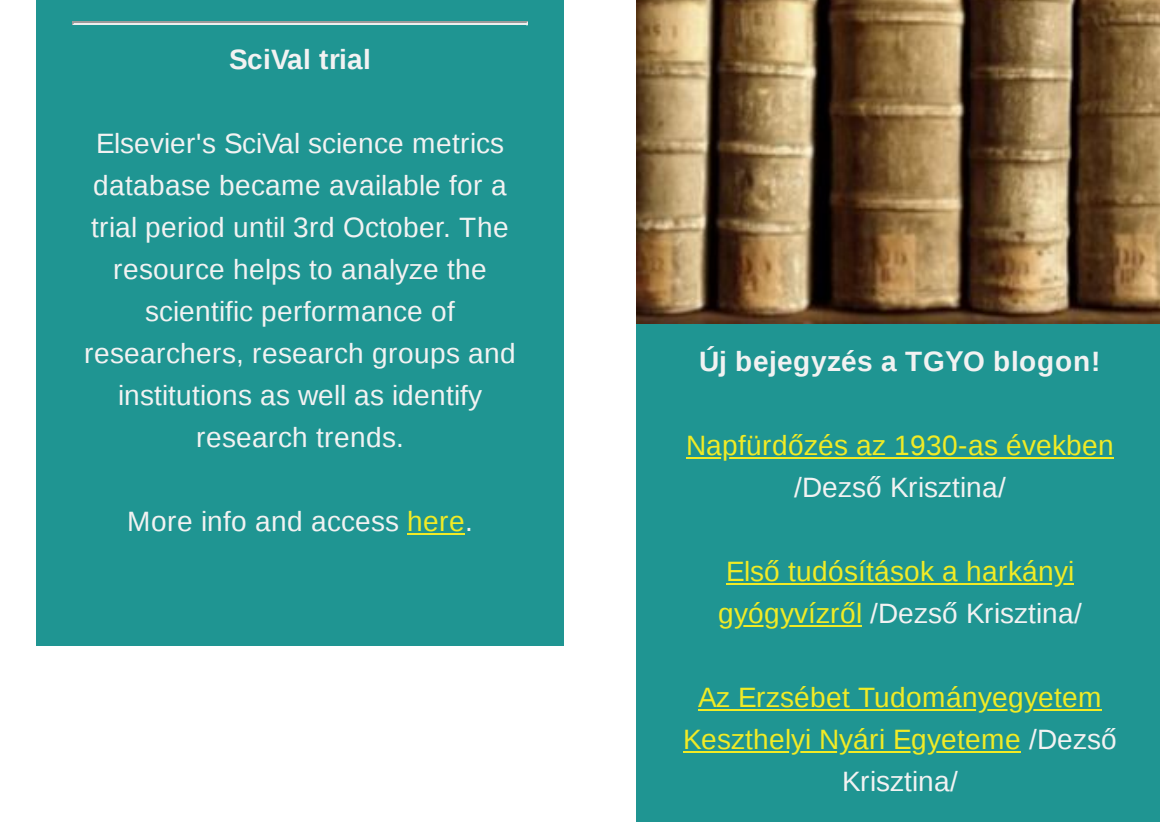 SciVal trial
Elsevier's SciVal science metrics
database became available for a
trial period until 3rd October. The
resource helps to analyze the
scientific performance of
researchers, research groups and
institutions as well as identify
research trends.
More info and access here.
Új bejegyzés a TGYO blogon!
Napfürdőzés az 1930-as években
/Dezső Krisztina/
Első tudósítások a harkányi
gyógyvízről /Dezső Krisztina/
Az Erzsébet Tudományegyetem
Keszthelyi Nyári Egyeteme /Dezső
Krisztina/